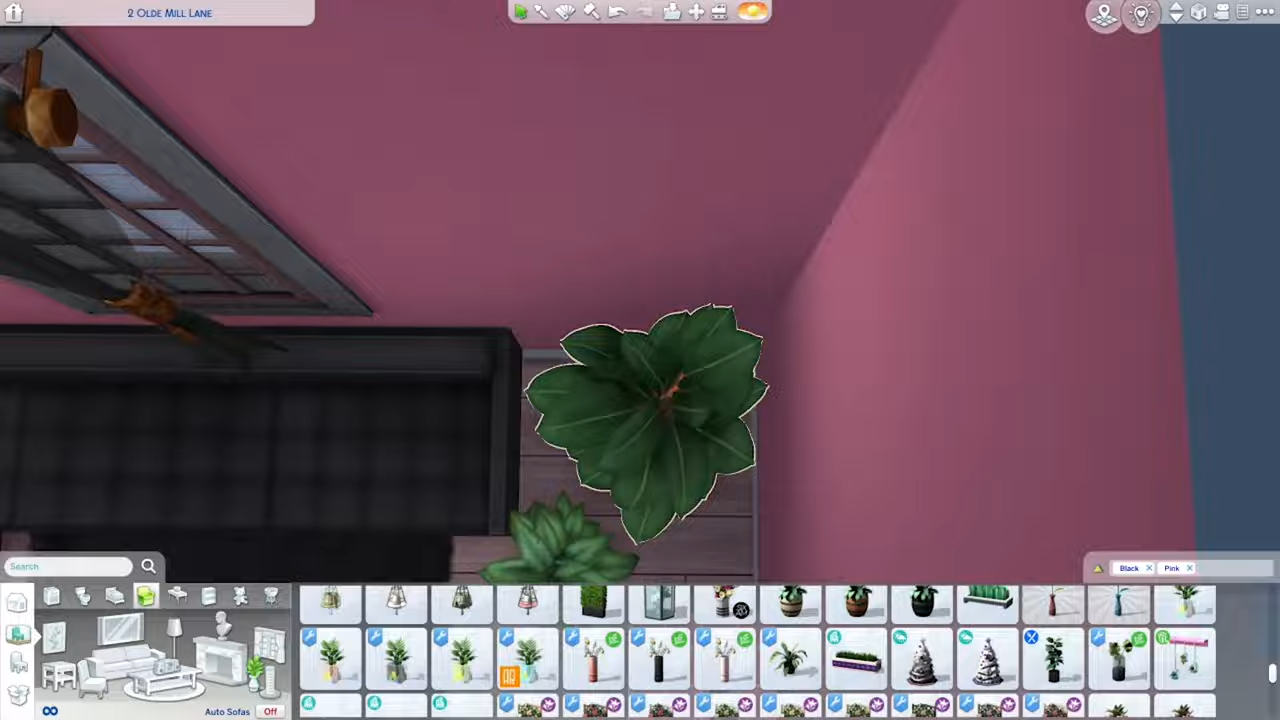 2 OLDE MILL LANE
Search
Black
Pink
Auto Sofas
Off